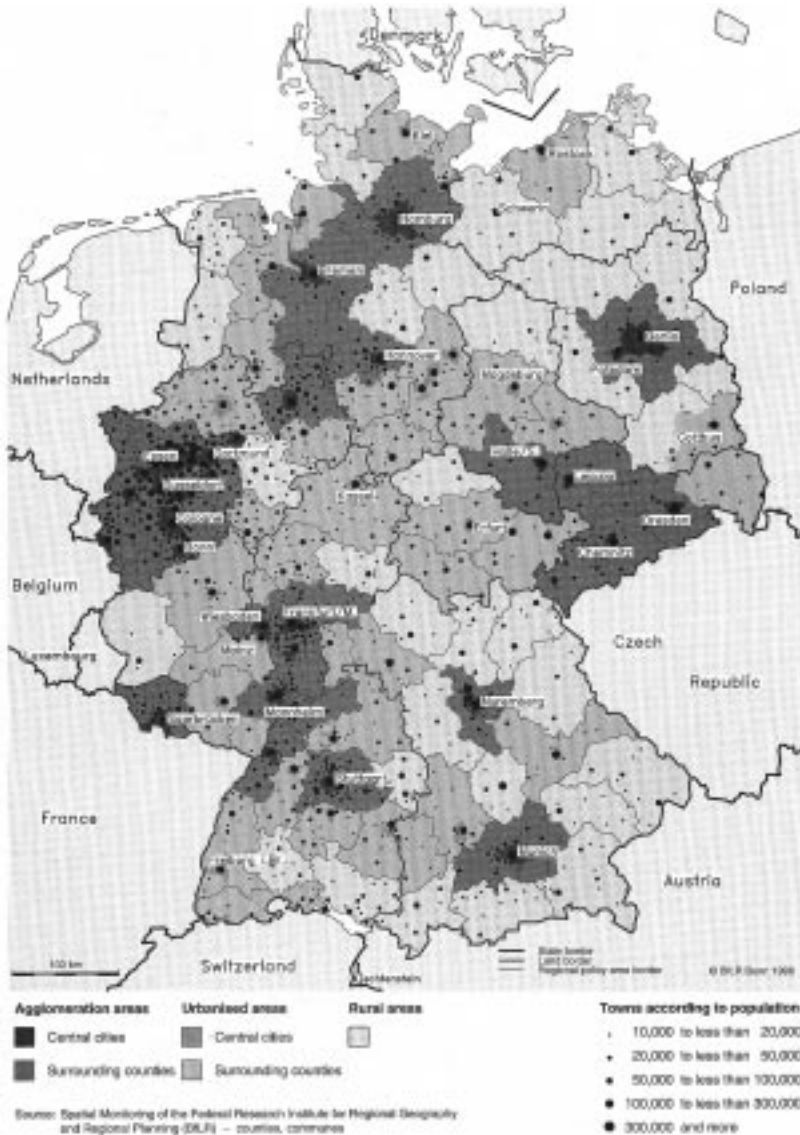 Denmark
Kiel
Rostock
Hamburg
Schwerin
Bremen
Poland
Berlin
Hannover
Potsdam
Magdeburg
Netherlands
Cottbus
Essen
Dortmund
Halle/S.
Leipzig
Düsseldorf
Kassel
Dresden
Cologne
Erfurt
Chemnitz
Bonn
Belgium
Wiesbaden
Frankfurt/M.
Mainz
Czech
Luxembourg
Republic
Saarbrücken
Mannheim
Nuremberg
Stuttgart
France
Munich
Freiburg i.Br.
Austria
Switzerland
Liechtenstein
100 km
State border
Land border
Regional policy area border
Agglomeration areas
Central cities
Surrounding counties
Urbanised areas
Central cities
Surrounding counties
Rural areas
Towns according to population
10,000 to less than 20,000
20,000 to less than 50,000
50,000 to less than 100,000
100,000 to less than 300,000
300,000 and more
Source: Spatial Monitoring of the Federal Research Institute for Regional Geography
and Regional Planning (BfLR) – counties, communes